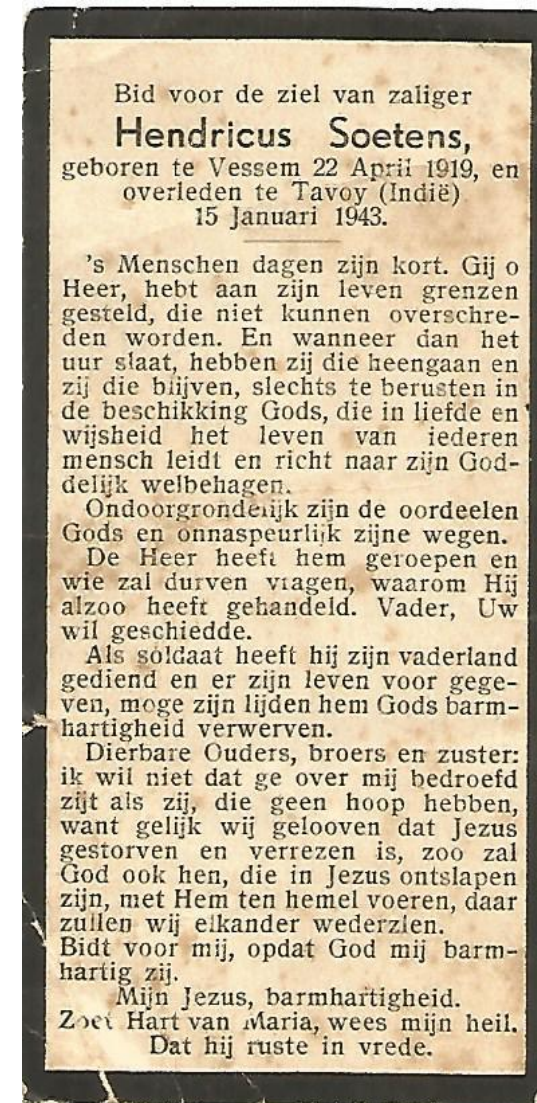 Bid voor de ziel van zaliger
Hendricus Soetens,
geboren te Vessem 22 April 1919, en
overleden te Tavoy (Indië)
15 Januari 1943.
's Menschen dagen zijn kort. Gij o
Heer, hebt aan zijn leven grenzen
gesteld, die niet kunnen overschre-
den worden. En wanneer dan het
uur slaat, hebben zij die heengaan en
zij die blijven, slechts te berusten in
de beschikking Gods, die in liefde en
wijsheid het leven van iederen
mensch leidt en richt naar zijn God-
delijk welbehagen.
Ondoorgrondelijk zijn de oordeelen
Gods en onnaspeurlijk zijne wegen.
De Heer heeft hem geroepen en
wie zal durven vragen, waarom Hij
alzoo heeft gehandeld. Vader, Uw
wil geschiedde.
Als soldaat heeft hij zijn vaderland
gediend en er zijn leven voor gege-
ven, moge zijn lijden hem Gods barm-
hartigheid verwerven.
Dierbare Ouders, broers en zuster:
ik wil niet dat ge over mij bedroefd
zijt als zij, die geen hoop hebben,
want gelijk wij gelooven dat Jezus
gestorven en verrezen is, zoo zal
God ook hen, die in Jezus ontslapen
zijn, met Hem ten hemel voeren, daar
zullen wij elkander wederzien.
Bidt voor mij, opdat God mij barm-
hartig zij.
Mijn Jezus, barmhartigheid.
Zoet Hart van Maria, wees mijn heil.
Dat hij ruste in vrede.